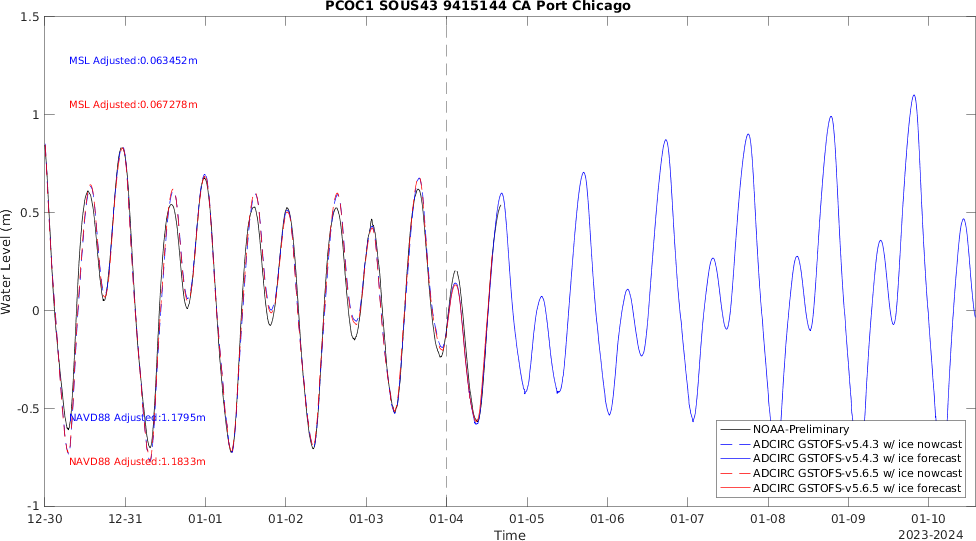 PCOC1 SOUS43 9415144 CA Port Chicago
1.5
MSL Adjusted:0.063452m
MSL Adjusted:0.067278m
1
0.5
Water Level (m)
0
-0.5
NAVD88 Adjusted:1.1795m
NAVD88 Adjusted:1.1833m
-1
NOAA-Preliminary
ADCIRC GSTOFS-v5.4.3 w/ ice nowcast
ADCIRC GSTOFS-v5.4.3 w/ ice forecast
ADCIRC GSTOFS-v5.6.5 w/ ice nowcast
ADCIRC GSTOFS-v5.6.5 w/ ice forecast
12-30 12-31 01-01 01-02 01-03 01-04 01-05 01-06 01-07 01-08 01-09 01-10
Time
2023-2024